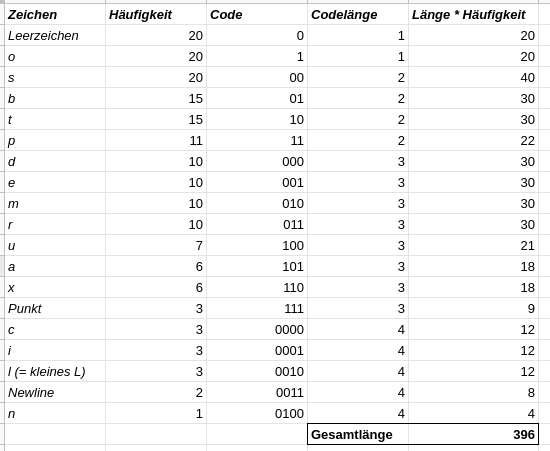 Zeichen Häufigkeit Code Codelänge Länge * Häufigkeit
Leerzeichen 20 0 1 20
o 20 1 1 20
s 20 00 2 40
b 15 01 2 30
t 15 10 2 30
p 11 11 2 22
d 10 000 3 30
e 10 001 3 30
m 10 010 3 30
r 10 011 3 30
u 7 100 3 21
a 6 101 3 18
x 6 110 3 18
Punkt 3 111 3 9
c 3 0000 4 12
i 3 0001 4 12
l (= kleines L) 3 0010 4 12
Newline 2 0011 4 8
n 1 0100 4 4
Gesamtlänge 396